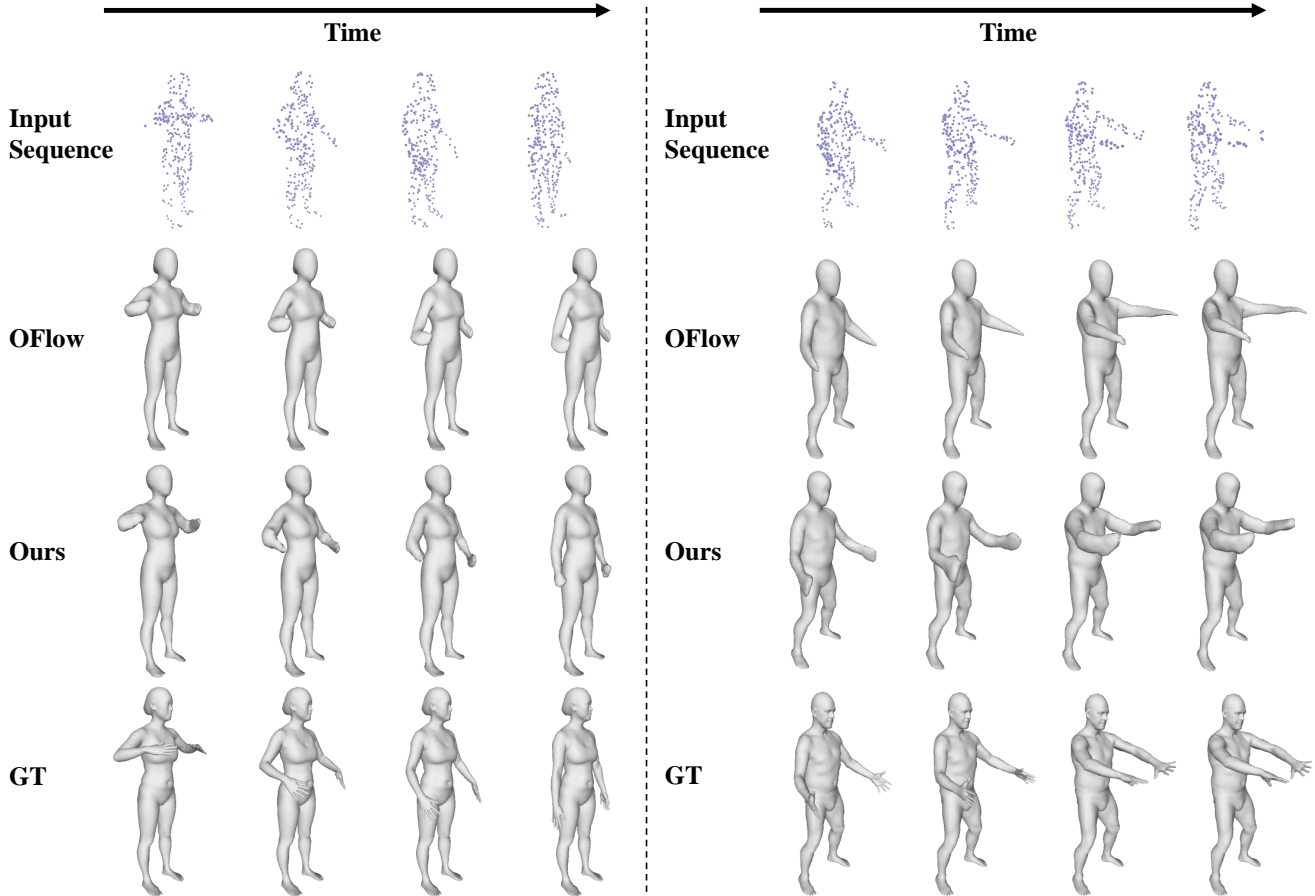 Time
Input
Sequence
OFlow
Ours
GT
Time
Input
Sequence
OFlow
Ours
GT